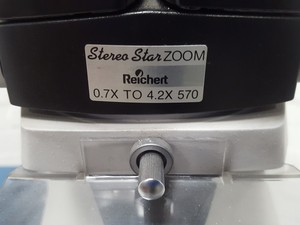 Stereo Star ZOOM
Reichert
0.7X TO 4.2X 570